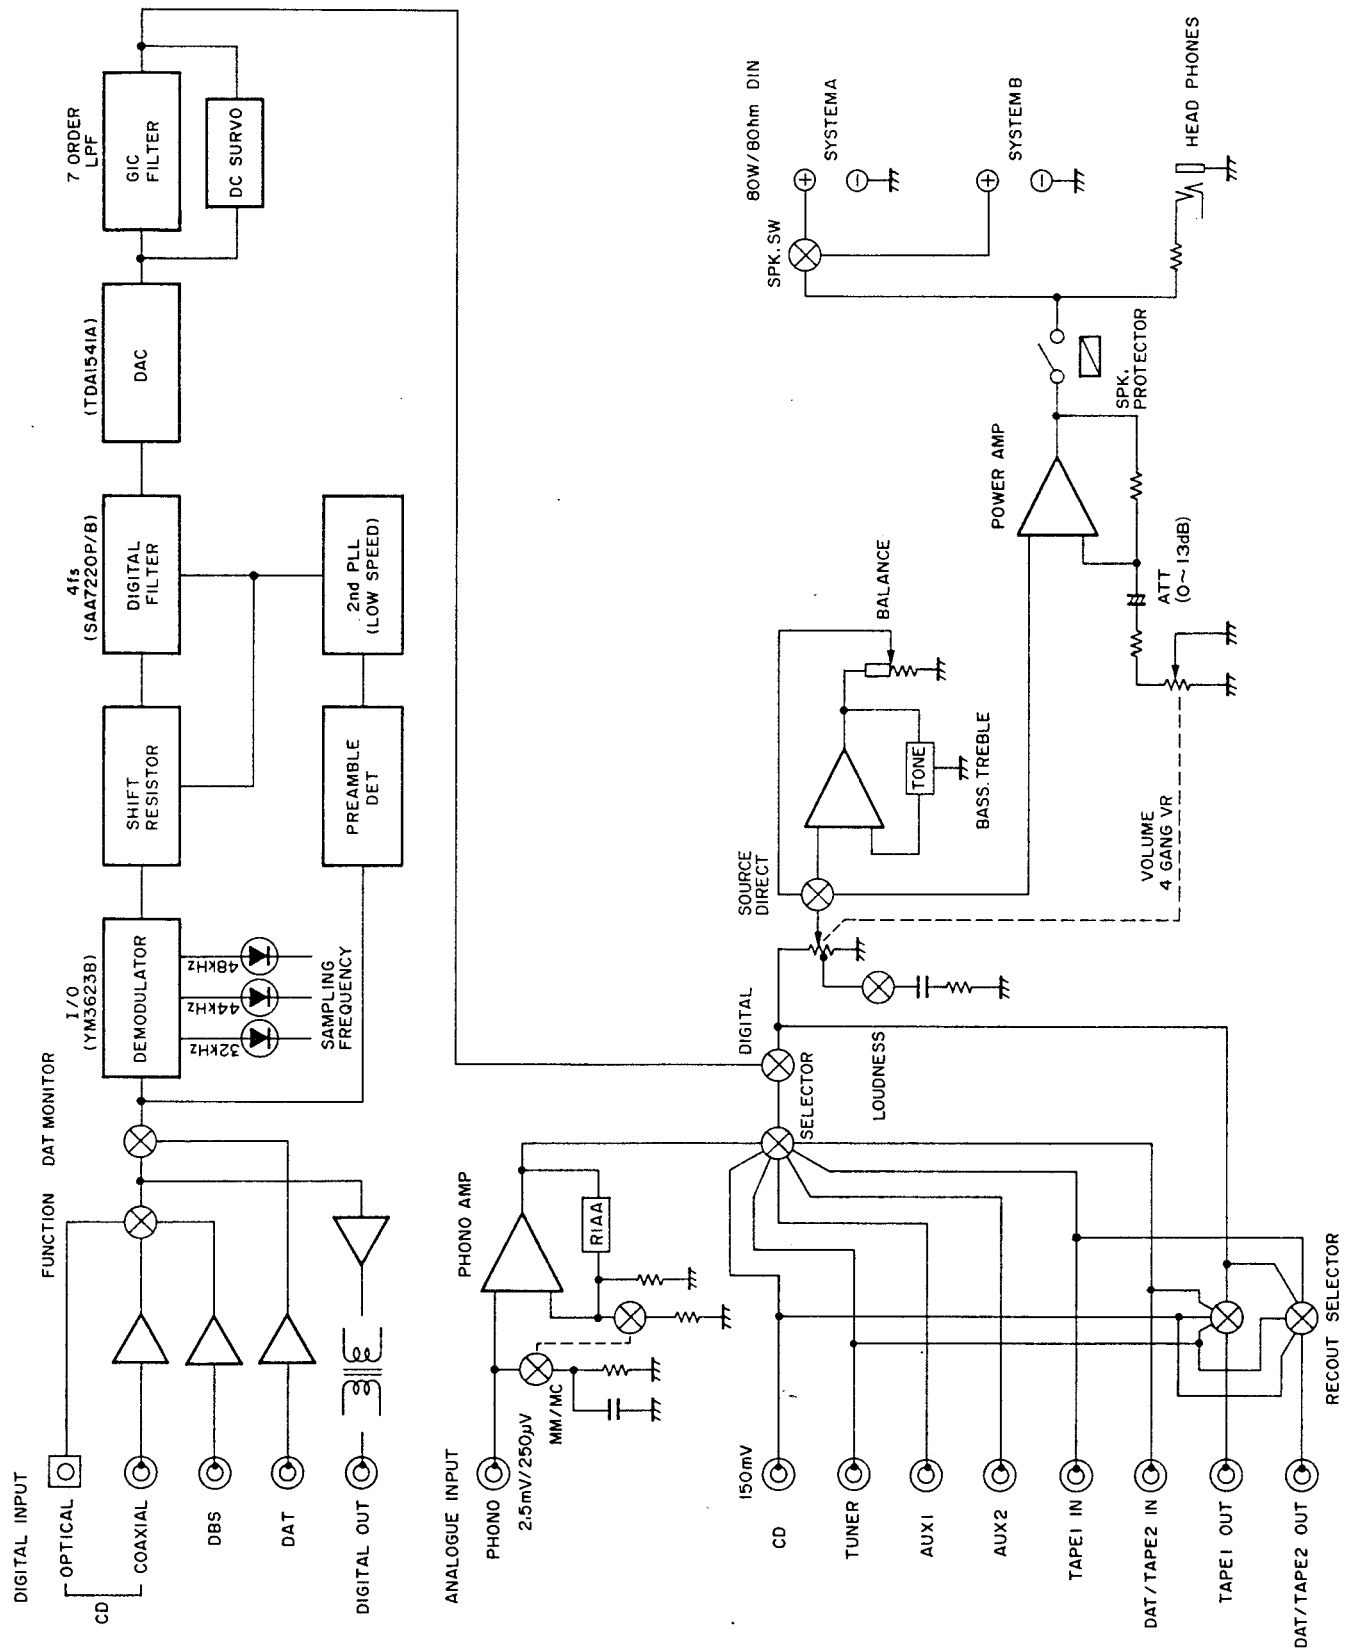 DIGITAL INPUT
OPTICAL
COAXIAL
CD
DBS
DAT
DIGITAL OUT
FUNCTION
DAT MONITOR
I/O
(YM3623B)
DEMODULATOR
32kHz
44kHz
48kHz
SAMPLING
FREQUENCY
SHIFT
RESISTOR
PREAMBLE
DET
4fs
(SAA7220P/B)
DIGITAL
FILTER
2nd PLL
(LOW SPEED)
(TDA1541A)
DAC
7 ORDER
LPF
GIC
FILTER
DC SURVO
ANALOGUE INPUT
PHONO
2.5mV/250μV
MM/MC
PHONO AMP
RIAA
150mV
CD
TUNER
AUX1
AUX2
TAPE1 IN
DAT/TAPE2 IN
TAPE1 OUT
DAT/TAPE2 OUT
RECOUT SELECTOR
SELECTOR
DIGITAL
LOUDNESS
SOURCE
DIRECT
VOLUME
4 GANG VR
TONE
BASS.TREBLE
BALANCE
POWER AMP
ATT
(0~13dB)
SPK.
PROTECTOR
SPK.SW
80W/80hm DIN
SYSTEMA
SYSTEMB
HEAD PHONES
+
−
+
−